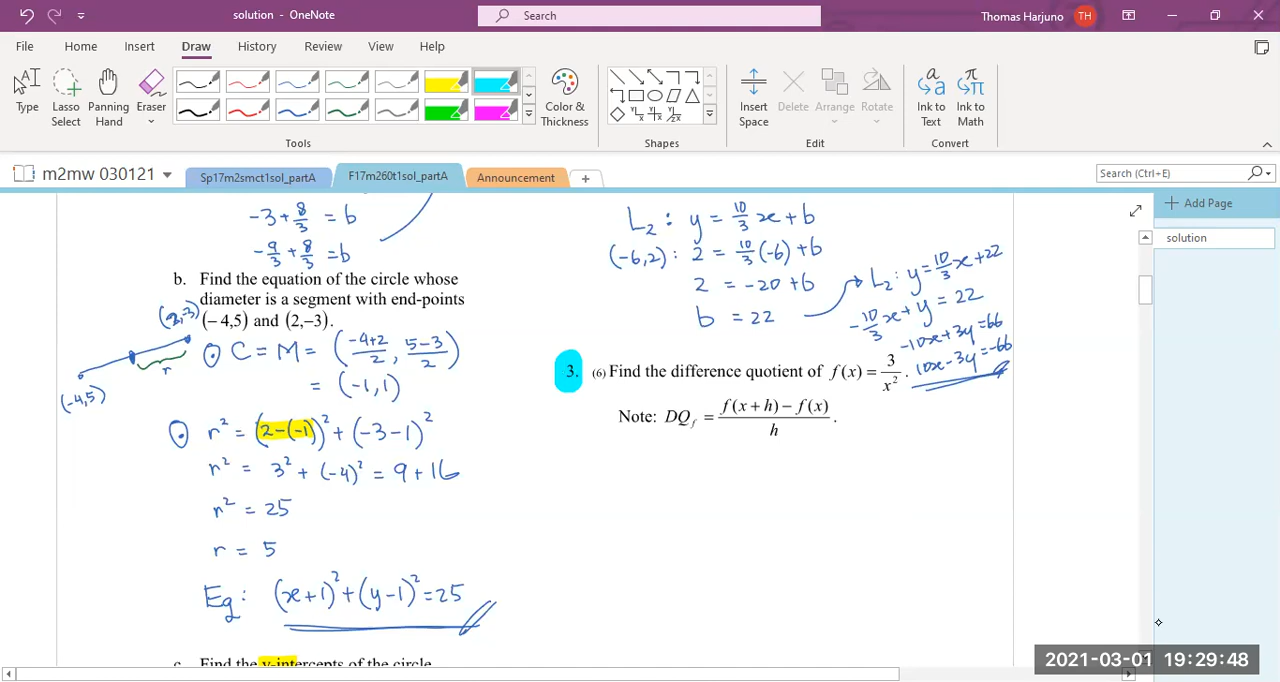 solution - OneNote
Search
Thomas Harjuno TH
File Home Insert Draw History Review View Help
Type
Lasso Select
Panning Hand
Eraser
Color & Thickness
Insert Space
Delete
Arrange
Rotate
Ink to Text
Ink to Math
Tools
Shapes
Edit
Convert
m2mw 030121
Sp17m2smct1sol_partA
F17m260t1sol_partA
Announcement
Search (Ctrl+E)
Add Page
solution
-3 + 8/3 = b
-9/3 + 8/3 = b
b. Find the equation of the circle whose
diameter is a segment with end-points
(-4,5) and (2,-3).
(2,-3)
r
(-4,5)
C = M = ((-4+2)/2, (5-3)/2)
= (-1,1)
r² = (2-(-1))² + (-3-1)²
r² = 3² + (-4)² = 9+16
r² = 25
r = 5
Eq: (x+1)² + (y-1)² = 25
c. Find the y-intercepts of the circle
L₂ : y = 10/3 x + b
(-6,2) : 2 = 10/3 (-6) + b
2 = -20 + b
b = 22
L₂ : y = 10/3 x + 22
-10/3 x + y = 22
-10x + 3y = 66
10x - 3y = -66
3. (6) Find the difference quotient of f(x) = 3/x².
Note: DQ_f = (f(x + h) - f(x))/h.
2021-03-01 19:29:48